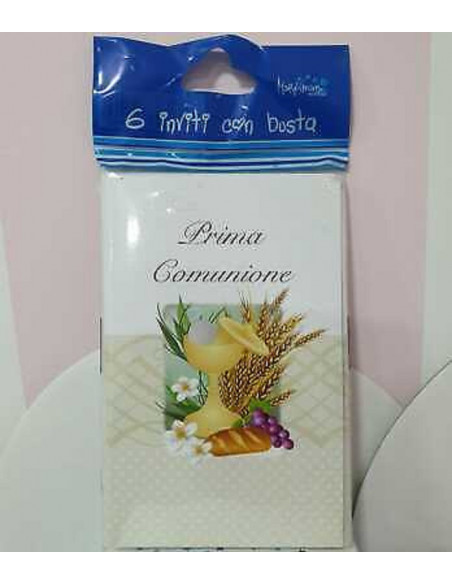 6 inviti con busta
Prima
Comunione